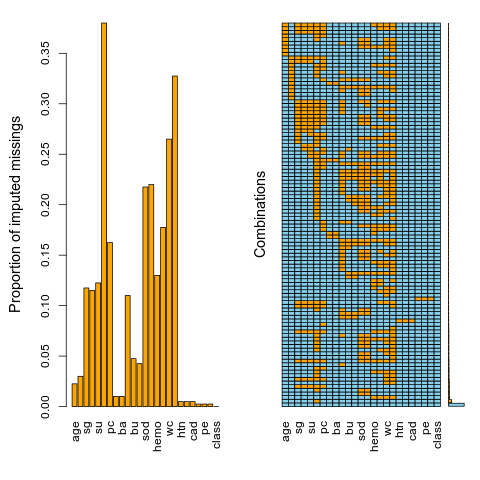 Proportion of imputed missings
0.00
0.05
0.10
0.15
0.20
0.25
0.30
0.35
age
sg
su
pc
ba
bu
sod
hemo
wc
htn
cad
pe
class
Combinations
age
sg
su
pc
ba
bu
sod
hemo
wc
htn
cad
pe
class